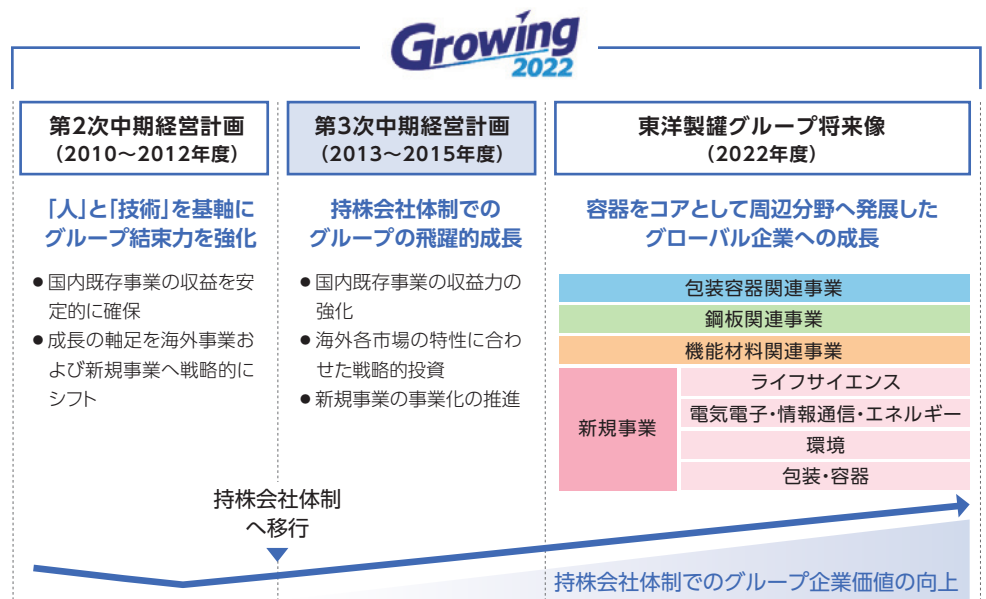 Growing
2022
第2次中期経営計画
（2010～2012年度）
「人」と「技術」を基軸に
グループ結束力を強化
●国内既存事業の収益を安
定的に確保
●成長の軸足を海外事業お
よび新規事業へ戦略的に
シフト
第3次中期経営計画
（2013～2015年度）
持株会社体制での
グループの飛躍的成長
●国内既存事業の収益力の
強化
●海外各市場の特性に合わ
せた戦略的投資
●新規事業の事業化の推進
東洋製罐グループ将来像
（2022年度）
容器をコアとして周辺分野へ発展した
グローバル企業への成長
包装容器関連事業
鋼板関連事業
機能材料関連事業
新規事業
ライフサイエンス
電気電子・情報通信・エネルギー
環境
包装・容器
持株会社体制
へ移行
持株会社体制でのグループ企業価値の向上